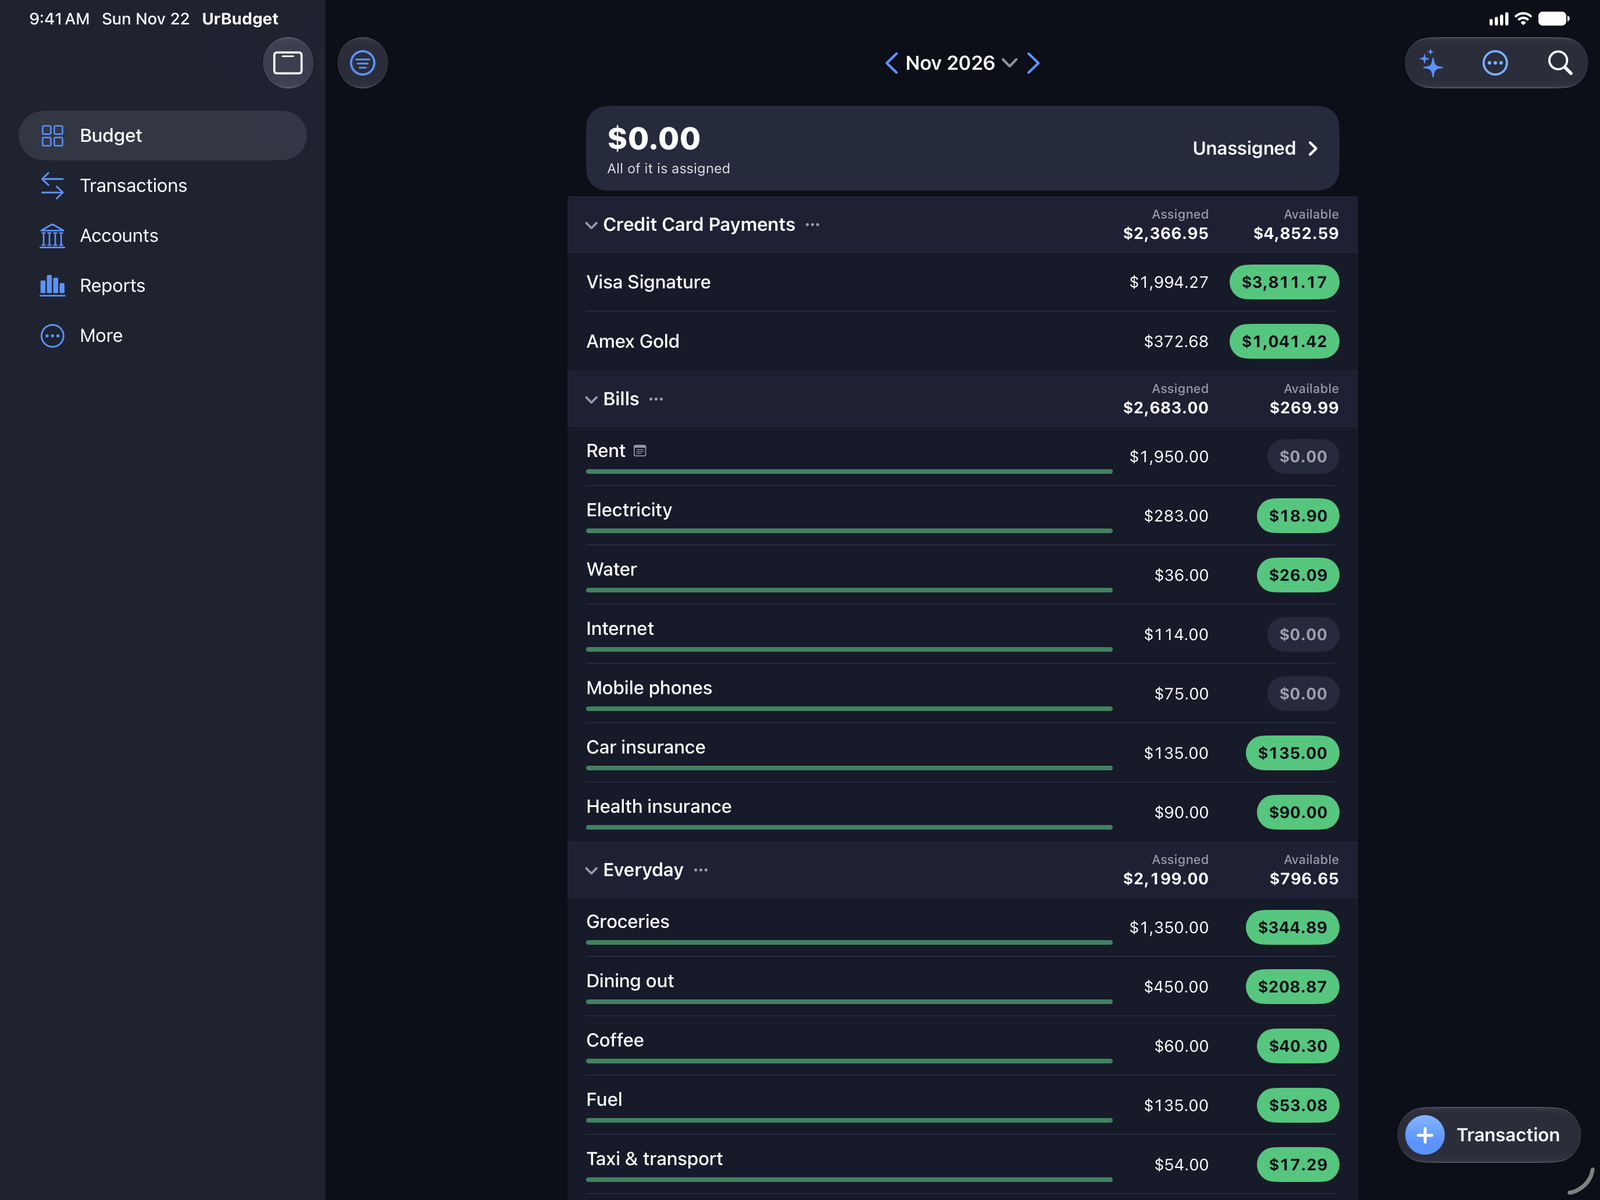 9:41 AM Sun Nov 22 UrBudget
Nov 2026
Budget
Transactions
Accounts
Reports
More
$0.00
All of it is assigned
Unassigned
Credit Card Payments ... Assigned $2,366.95 Available $4,852.59
Visa Signature $1,994.27 $3,811.17
Amex Gold $372.68 $1,041.42
Bills ... Assigned $2,683.00 Available $269.99
Rent $1,950.00 $0.00
Electricity $283.00 $18.90
Water $36.00 $26.09
Internet $114.00 $0.00
Mobile phones $75.00 $0.00
Car insurance $135.00 $135.00
Health insurance $90.00 $90.00
Everyday ... Assigned $2,199.00 Available $796.65
Groceries $1,350.00 $344.89
Dining out $450.00 $208.87
Coffee $60.00 $40.30
Fuel $135.00 $53.08
Taxi & transport $54.00 $17.29
Transaction